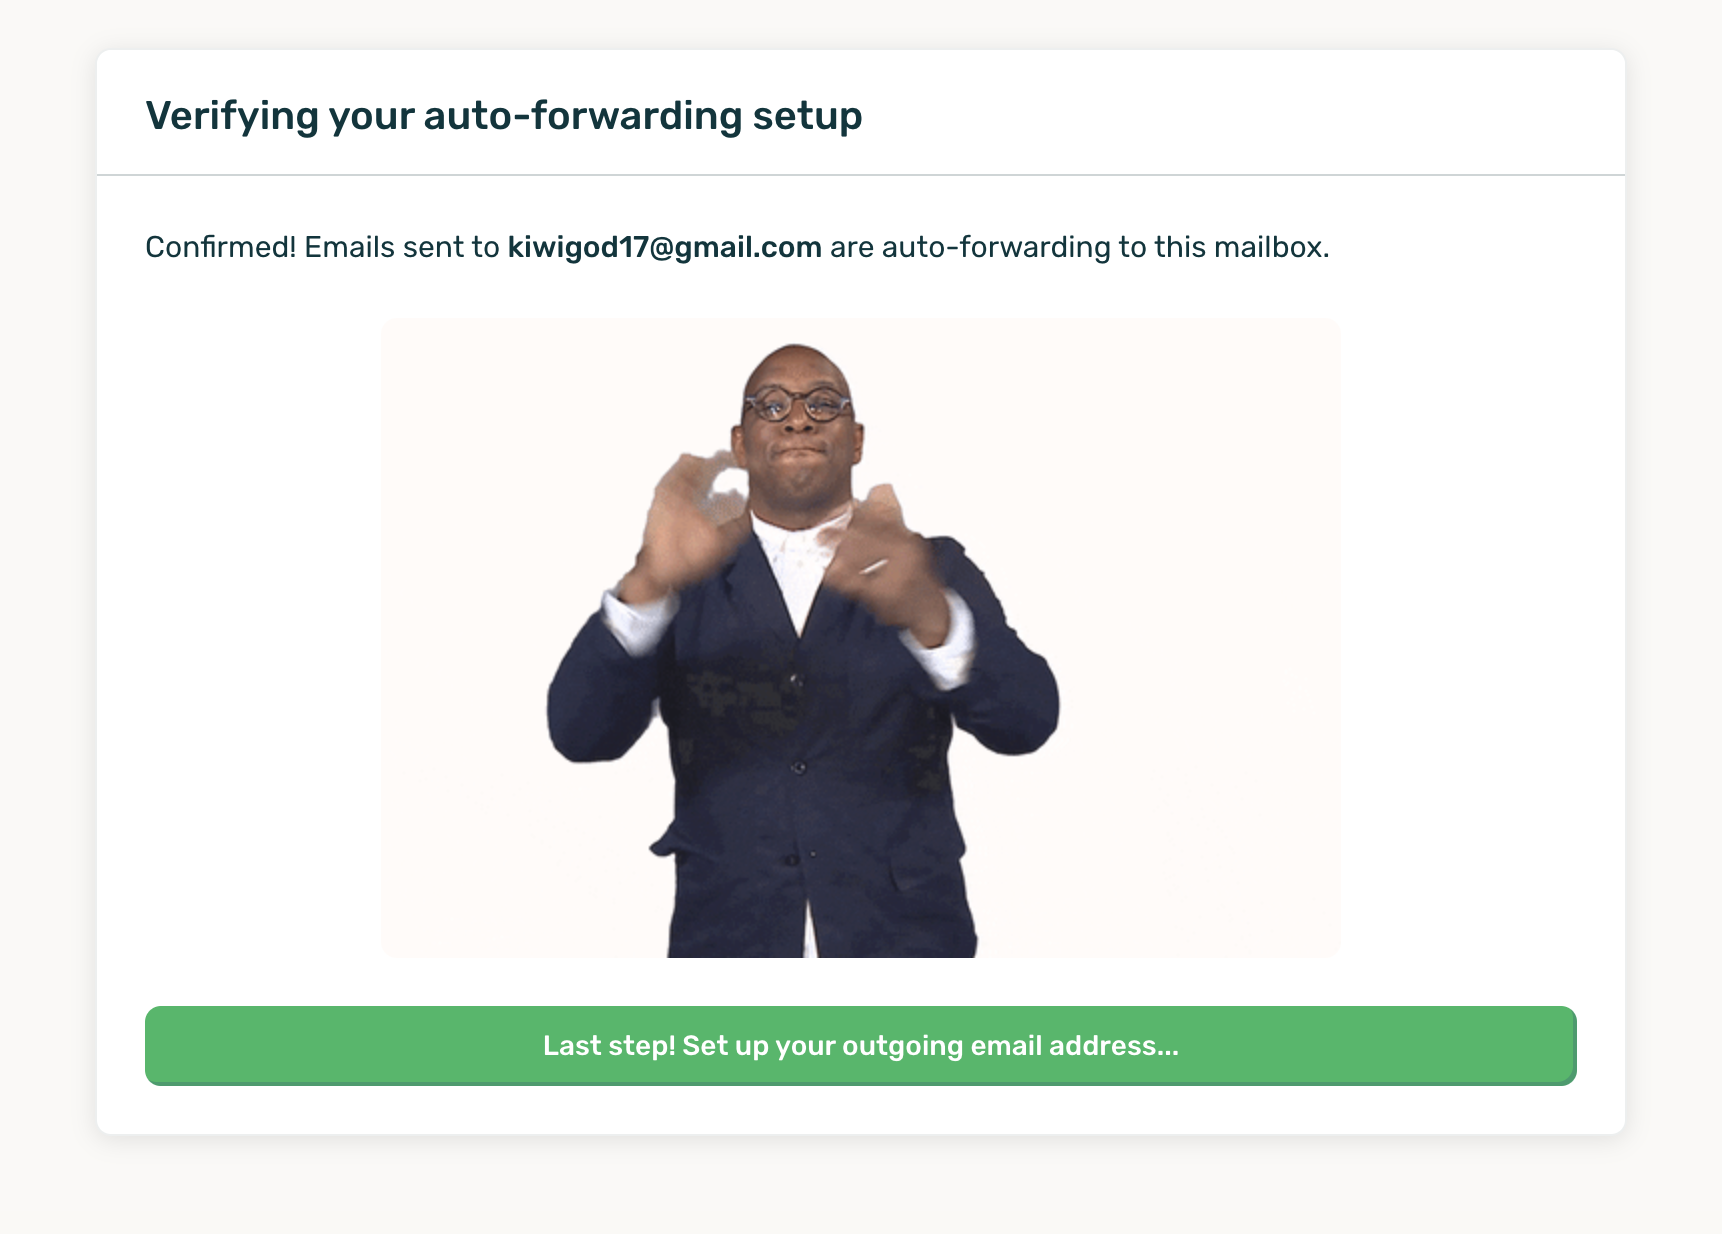 Verifying your auto-forwarding setup
Confirmed! Emails sent to kiwigod17@gmail.com are auto-forwarding to this mailbox.
Last step! Set up your outgoing email address...